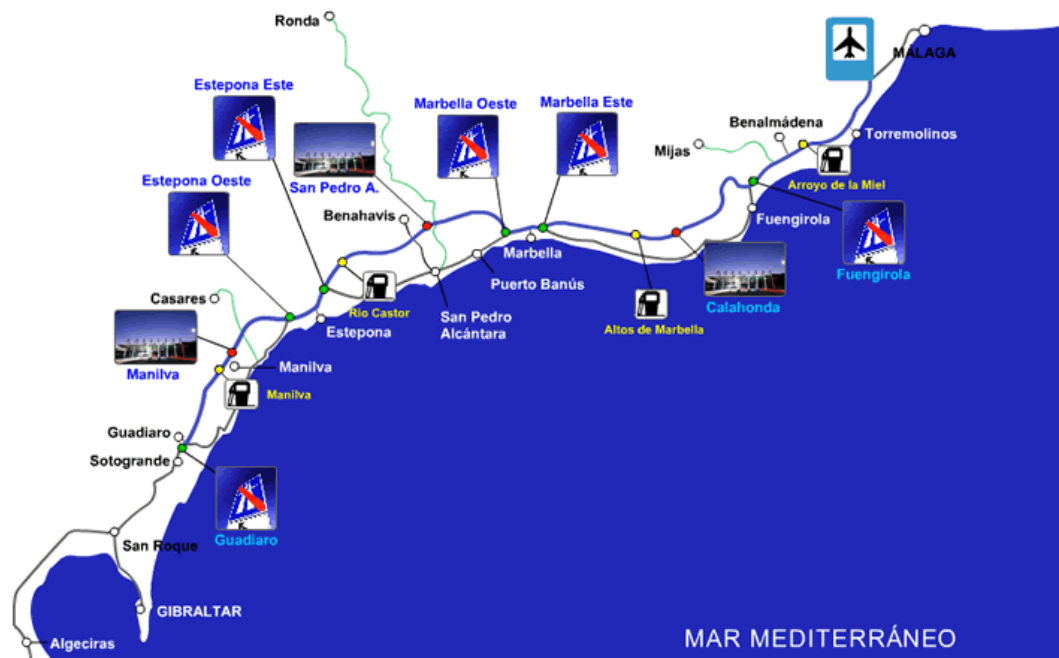 Ronda
MÁLAGA
Estepona Este
Marbella Oeste
Marbella Este
Benalmádena
Torremolinos
Mijas
Estepona Oeste
San Pedro A.
Arroyo de la Miel
Benahavis
Fuengirola
Marbella
Fuengirola
Puerto Banús
Casares
Río Castor
San Pedro
Alcántara
Calahonda
Estepona
Altos de Marbella
Manilva
Manilva
Manilva
Guadiaro
Sotogrande
Guadiaro
San Roque
GIBRALTAR
Algeciras
MAR MEDITERRÁNEO